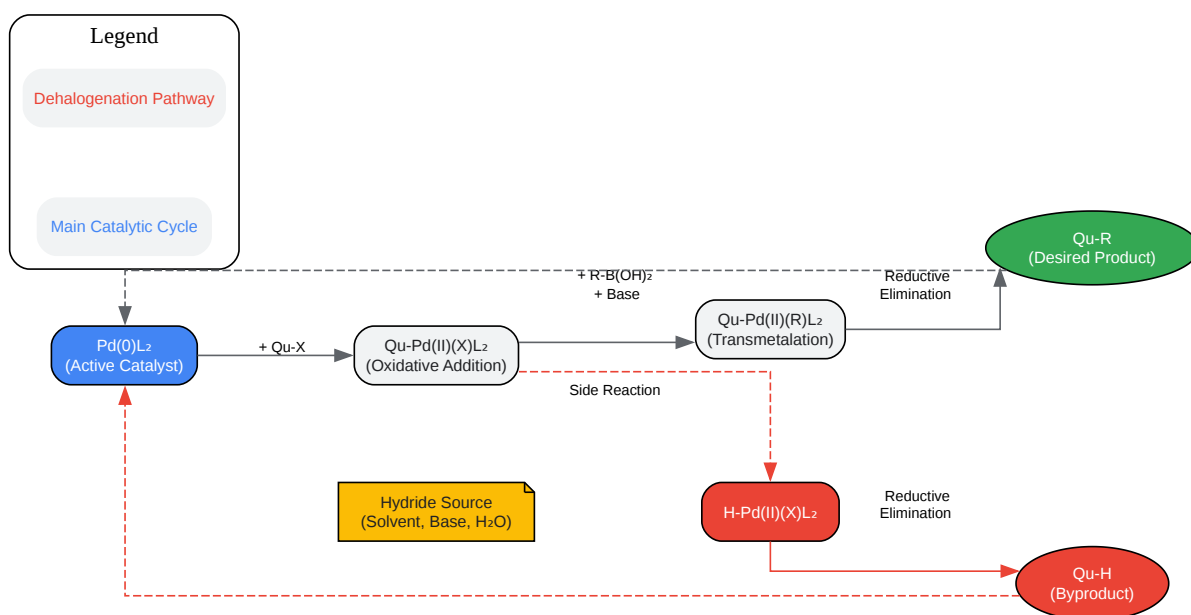 Legend
Dehalogenation Pathway
Main Catalytic Cycle
Qu-R
(Desired Product)
+ R-B(OH)₂
+ Base
Reductive
Elimination
Qu-Pd(II)(R)L₂
(Transmetalation)
Pd(0)L₂
(Active Catalyst)
+ Qu-X
Qu-Pd(II)(X)L₂
(Oxidative Addition)
Side Reaction
Hydride Source
(Solvent, Base, H₂O)
H-Pd(II)(X)L₂
Reductive
Elimination
Qu-H
(Byproduct)